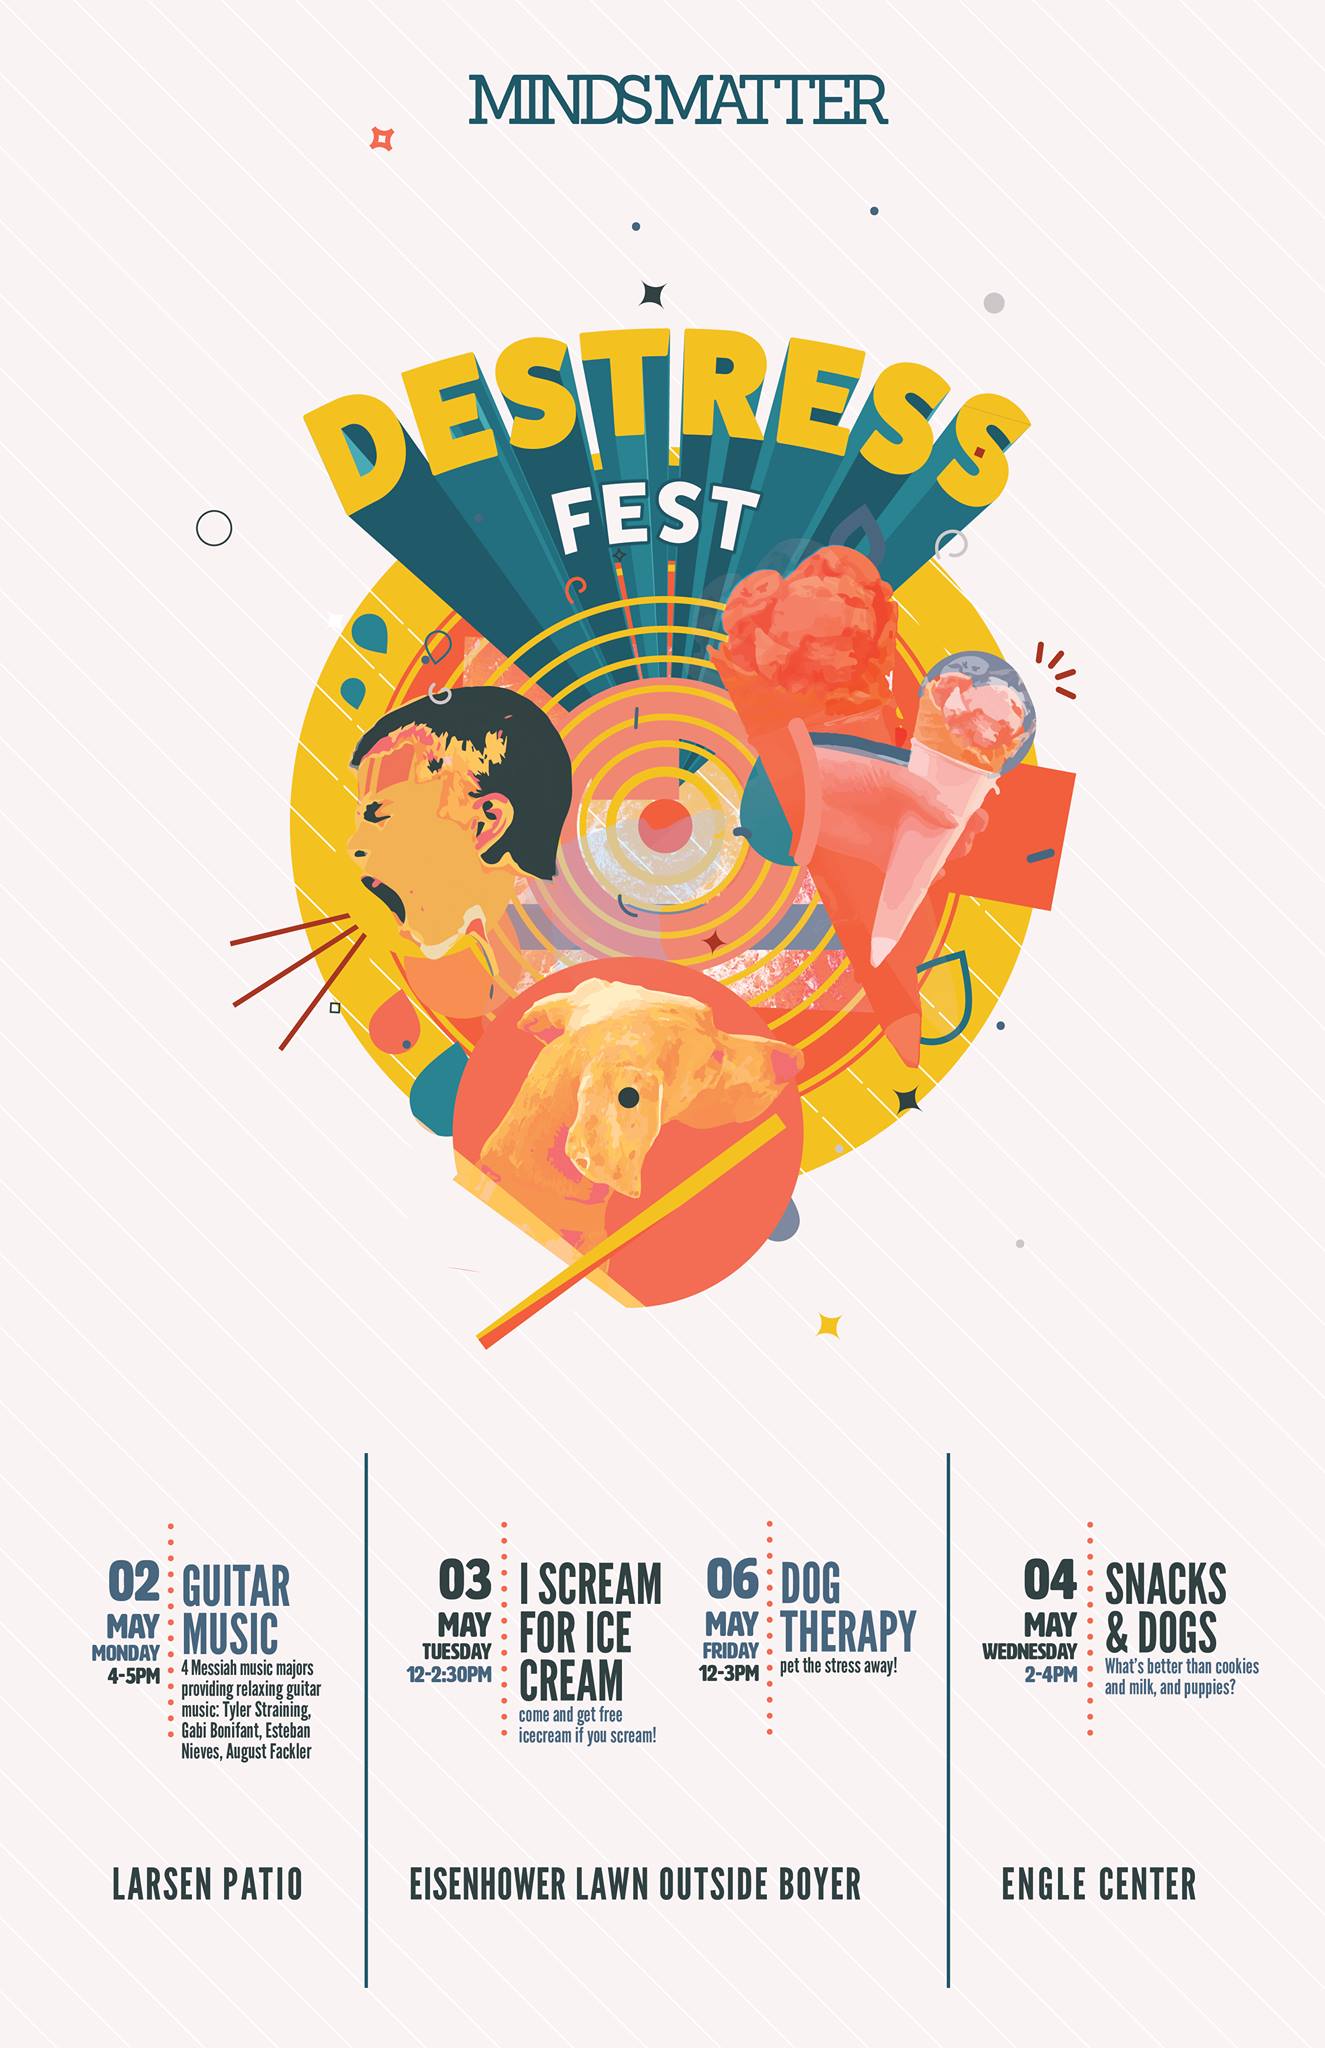 MINDSMATTER
DESTRESS
FEST
02
MAY
MONDAY
4-5PM
GUITAR
MUSIC
4 Messiah music majors
providing relaxing guitar
music: Tyler Straining,
Gabi Bonifant, Esteban
Nieves, August Fackler
LARSEN PATIO
03
MAY
TUESDAY
12-2:30PM
I SCREAM
FOR ICE
CREAM
come and get free
icecream if you scream!
06
MAY
FRIDAY
12-3PM
DOG
THERAPY
pet the stress away!
EISENHOWER LAWN OUTSIDE BOYER
04
MAY
WEDNESDAY
2-4PM
SNACKS
& DOGS
What's better than cookies
and milk, and puppies?
ENGLE CENTER